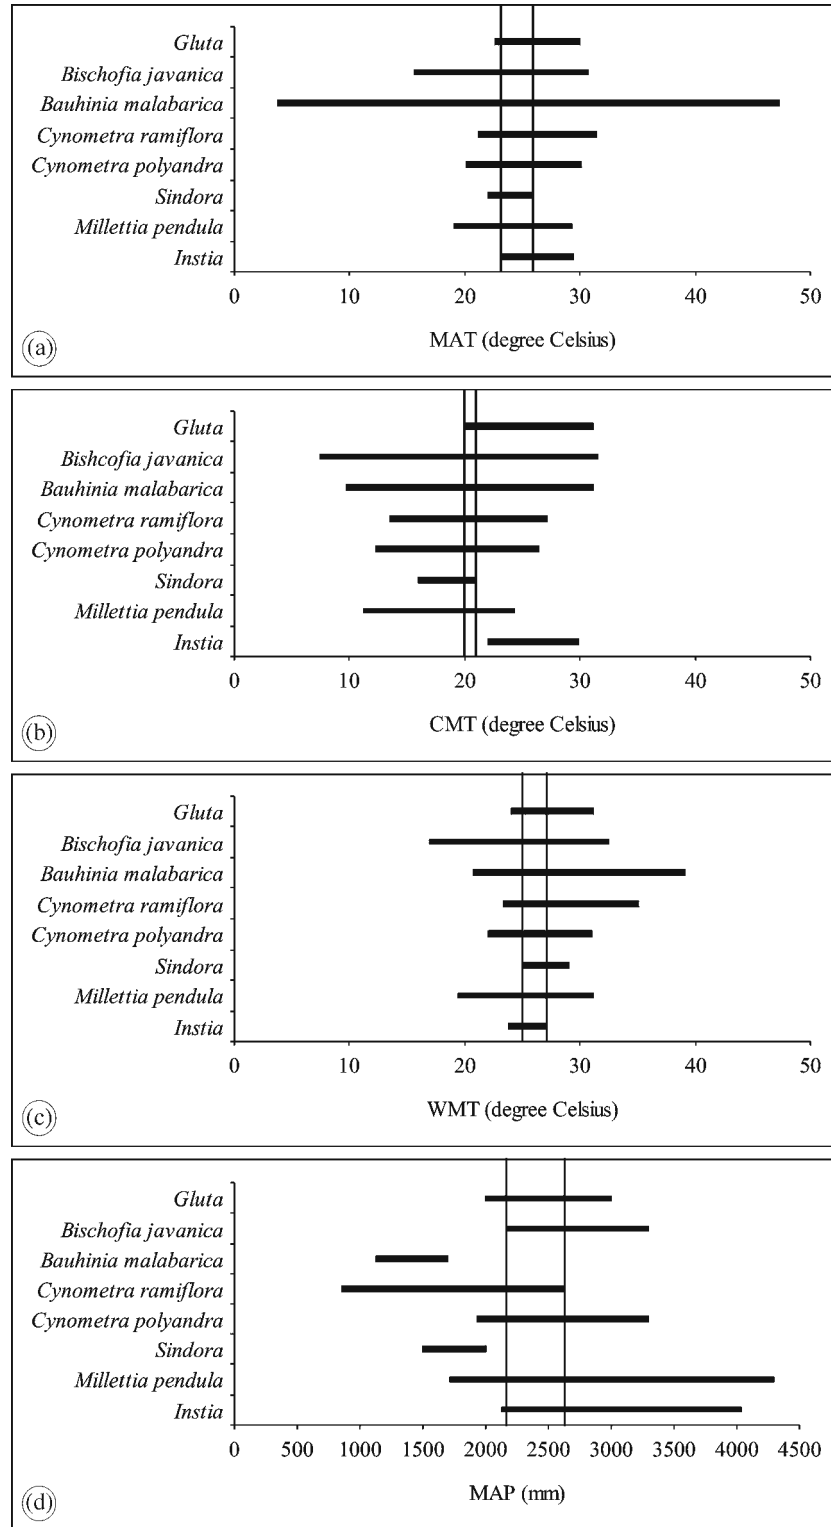 Gluta
Bischofia javanica
Bauhinia malabarica
Cynometra ramiflora
Cynometra polyandra
Sindora
Millettia pendula
Instia
0 10 20 30 40 50
MAT (degree Celsius)
(a)
Gluta
Bishcofia javanica
Bauhinia malabarica
Cynometra ramiflora
Cynometra polyandra
Sindora
Millettia pendula
Instia
0 10 20 30 40 50
CMT (degree Celsius)
(b)
Gluta
Bischofia javanica
Bauhinia malabarica
Cynometra ramiflora
Cynometra polyandra
Sindora
Millettia pendula
Instia
0 10 20 30 40 50
WMT (degree Celsius)
(c)
Gluta
Bischofia javanica
Bauhinia malabarica
Cynometra ramiflora
Cynometra polyandra
Sindora
Millettia pendula
Instia
0 500 1000 1500 2000 2500 3000 3500 4000 4500
MAP (mm)
(d)